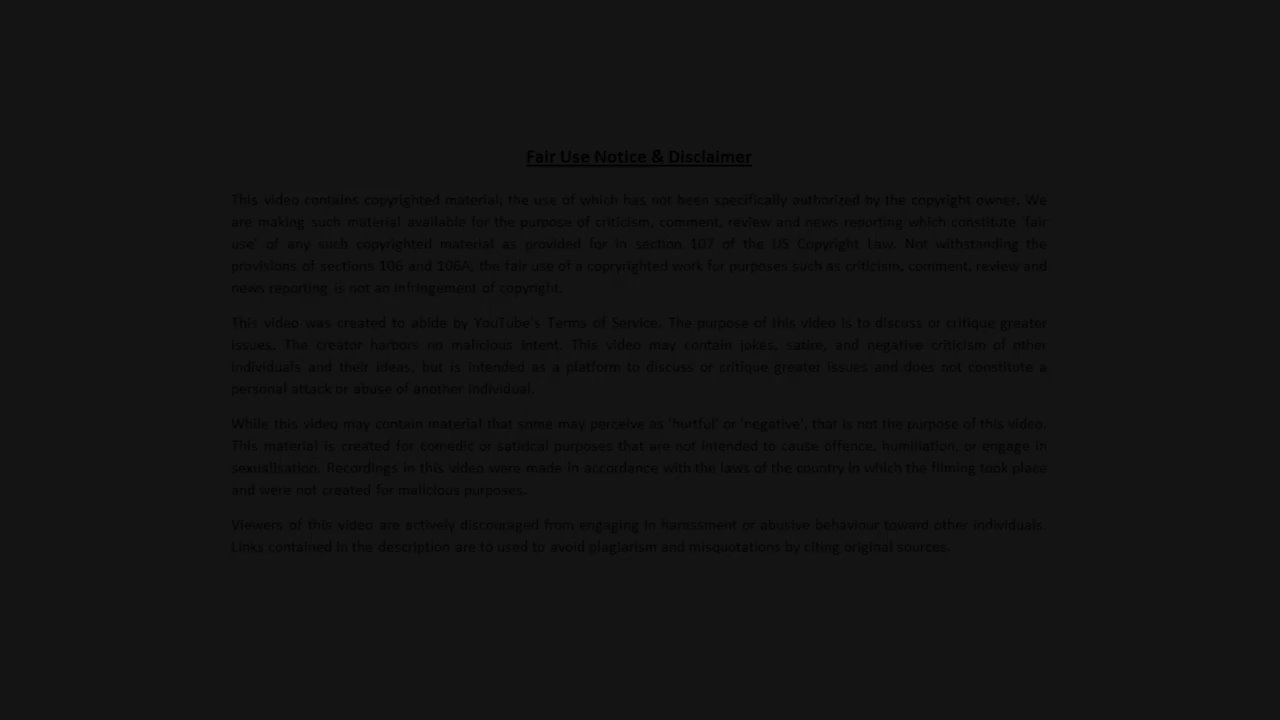 Fair Use Notice & Disclaimer
This video contains copyrighted material; the use of which has not been specifically authorized by the copyright owner. We
are making such material available for the purpose of criticism, comment, review and news reporting which constitute 'fair
use' of any such copyrighted material as provided for in section 107 of the US Copyright Law. Not withstanding the
provisions of sections 106 and 106A, the fair use of a copryrighted work for purposes such as criticism, comment, review and
news reporting is not an infringement of copyright.
This video was created to abide by YouTube's Terms of Service. The purpose of this video is to discuss or critique greater
issues. The creator harbors no malicious intent. This video may contain jokes, satire, and negative criticism of other
individuals and their ideas, but is intended as a platform to discuss or critique greater issues and does not constitute a
personal attack or abuse of another individual.
While this video may contain material that some may perceive as 'hurtful' or 'negative', that is not the purpose of this video.
This material is created for comedic or satirical purposes that are not intended to cause offence, humiliation, or engage in
sexualisation. Recordings in this video were made in accordance with the laws of the country in which the filming took place
and were not created for malicious purposes.
Viewers of this video are actively discouraged from engaging in harassment or abusive behaviour toward other individuals.
Links contained in the description are to used to avoid plagiarism and misquotations by citing original sources.